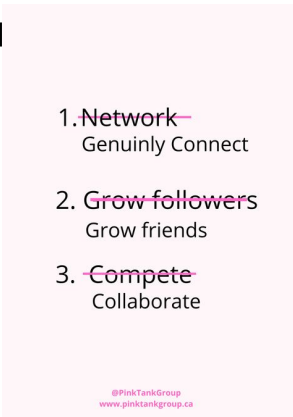 1. Network
Genuinly Connect
2. Grow followers
Grow friends
3. Compete
Collaborate
@PinkTankGroup
www.pinktankgroup.ca